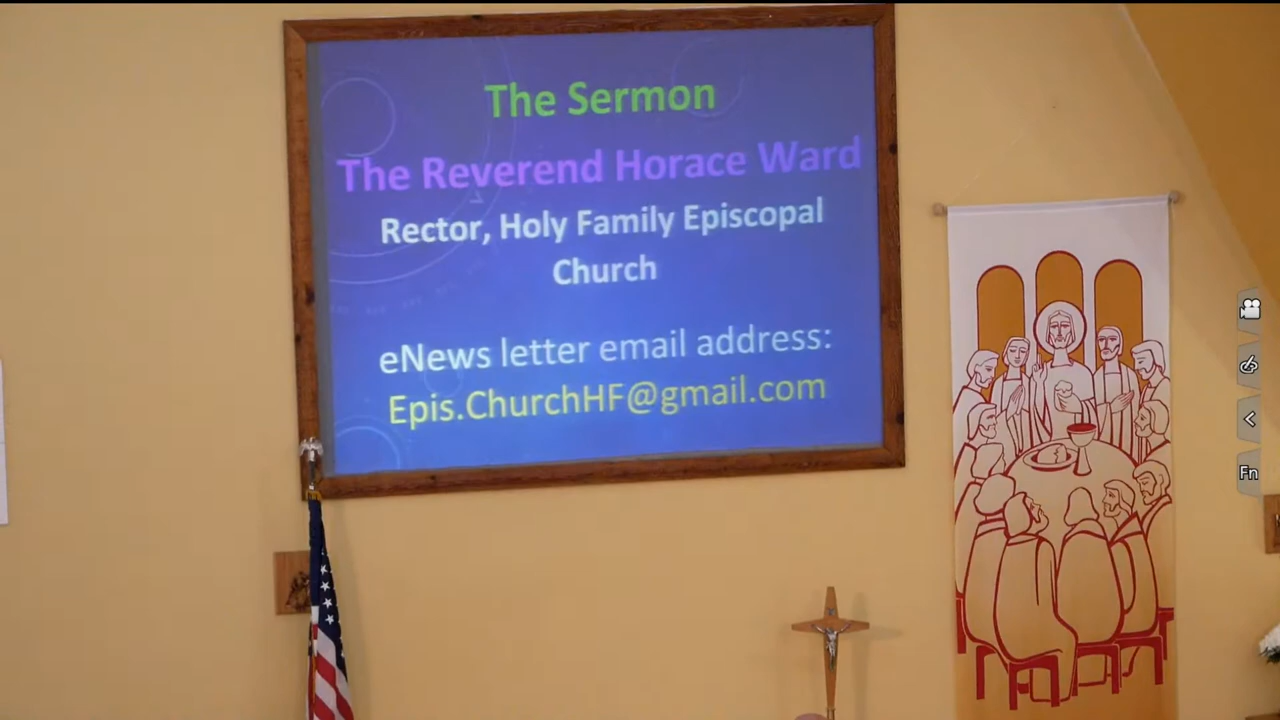 The Sermon
The Reverend Horace Ward
Rector, Holy Family Episcopal
Church
eNews letter email address:
Epis.ChurchHF@gmail.com
Fn